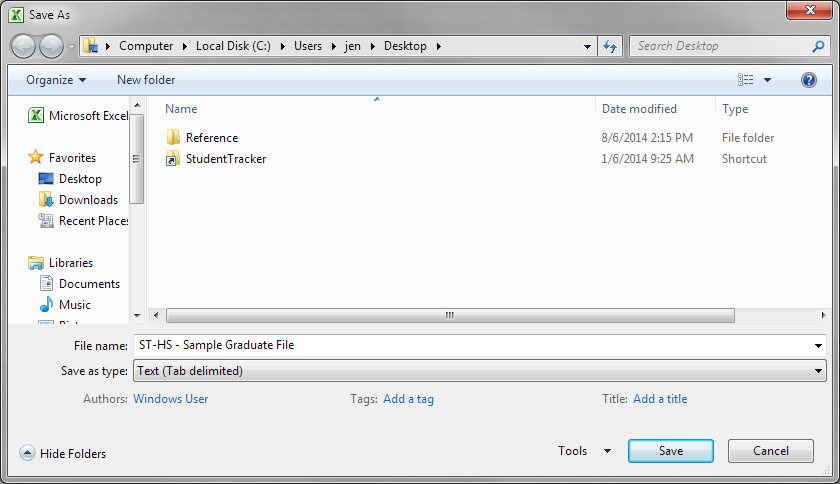 Save As
Computer Local Disk (C:) Users jen Desktop Search Desktop
Organize New folder
Name Date modified Type
Microsoft Excel
Reference 8/6/2014 2:15 PM File folder
StudentTracker 1/6/2014 9:25 AM Shortcut
Favorites
Desktop
Downloads
Recent Places
Libraries
Documents
Music
File name: ST-HS - Sample Graduate File
Save as type: Text (Tab delimited)
Authors: Windows User Tags: Add a tag Title: Add a title
Hide Folders Tools Save Cancel